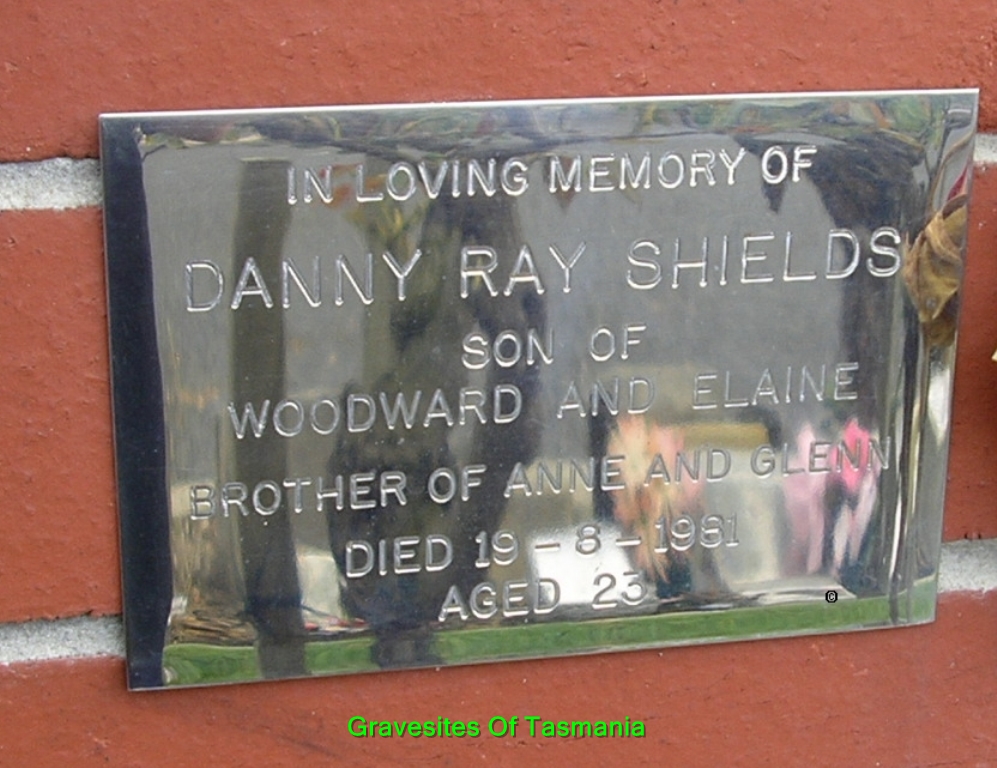 IN LOVING MEMORY OF
DANNY RAY SHIELDS
SON OF
WOODWARD AND ELAINE
BROTHER OF ANNE AND GLENN
DIED 19 – 8 – 1981
AGED 23
©
Gravesites Of Tasmania